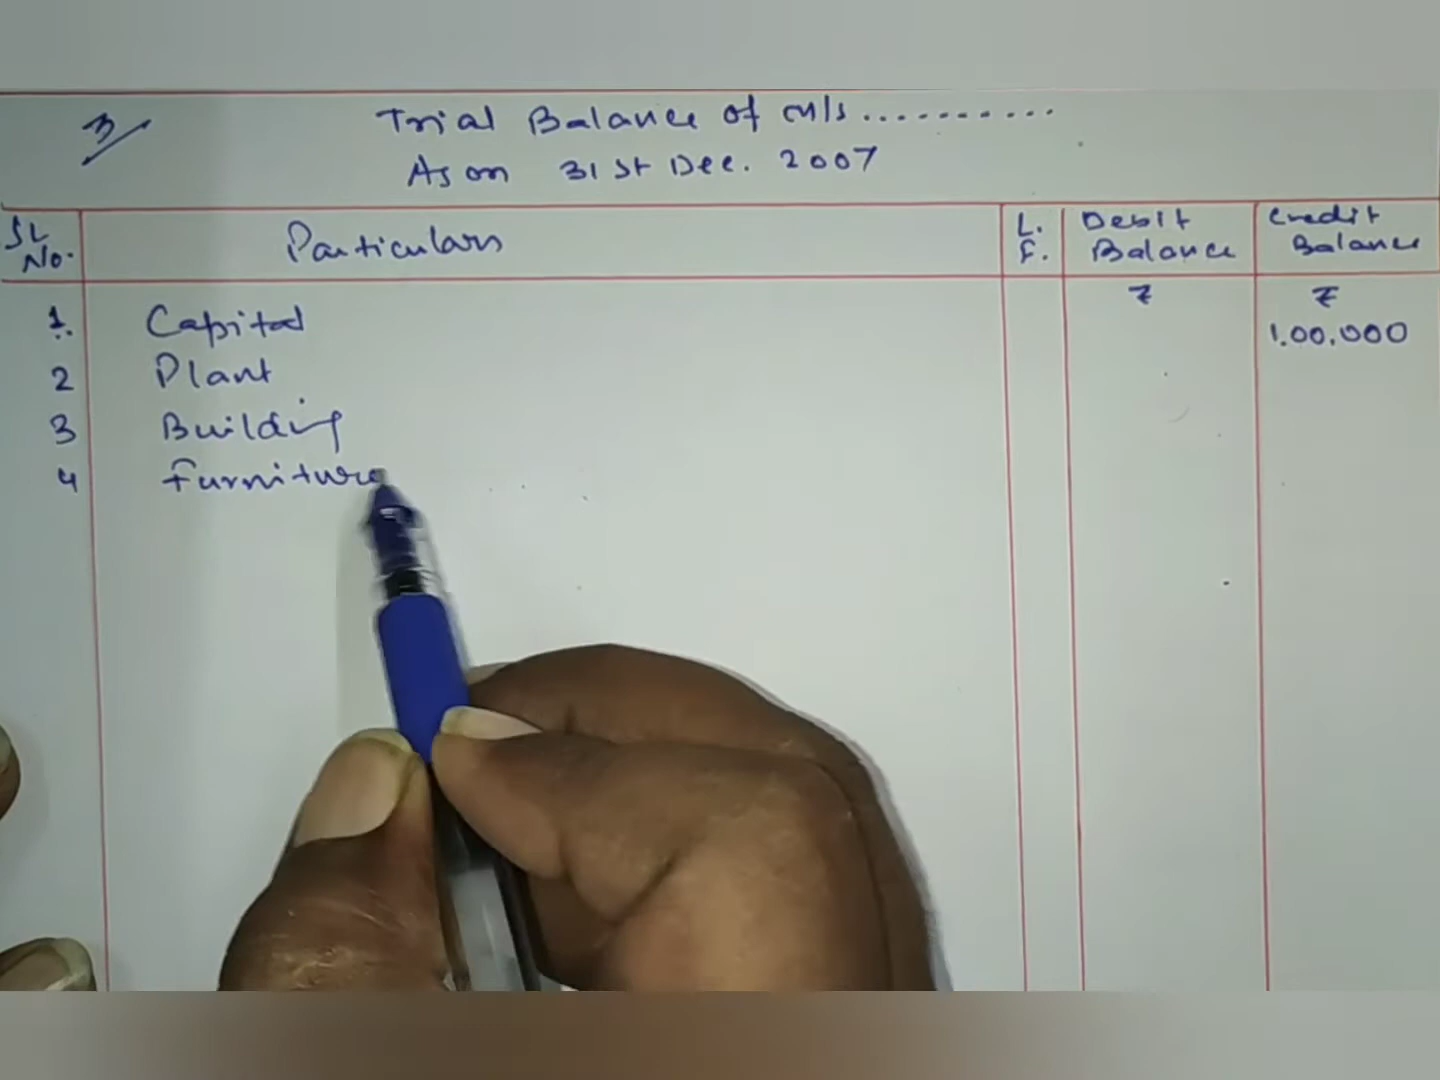 3
Trial Balance of M/s...........
As on 31st Dec. 2007
SL No. Particulars L. F. Debit Balance Credit Balance
₹ ₹
1. Capital 1,00,000
2 Plant
3 Building
4 Furniture